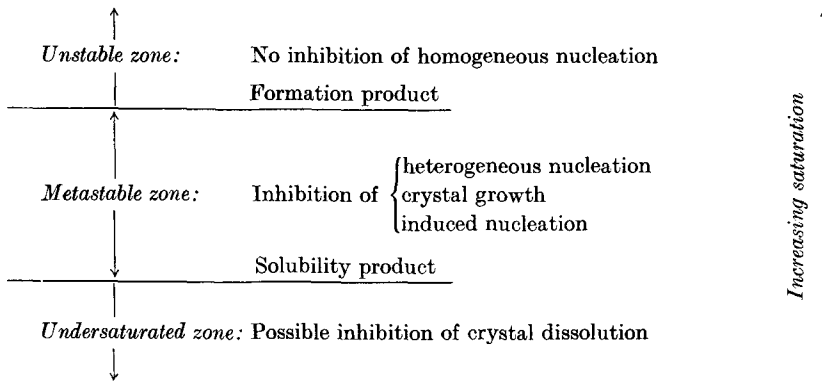 Unstable zone: No inhibition of homogeneous nucleation
Formation product
heterogeneous nucleation
Metastable zone: Inhibition of crystal growth
induced nucleation
Solubility product
Undersaturated zone: Possible inhibition of crystal dissolution
Increasing saturation